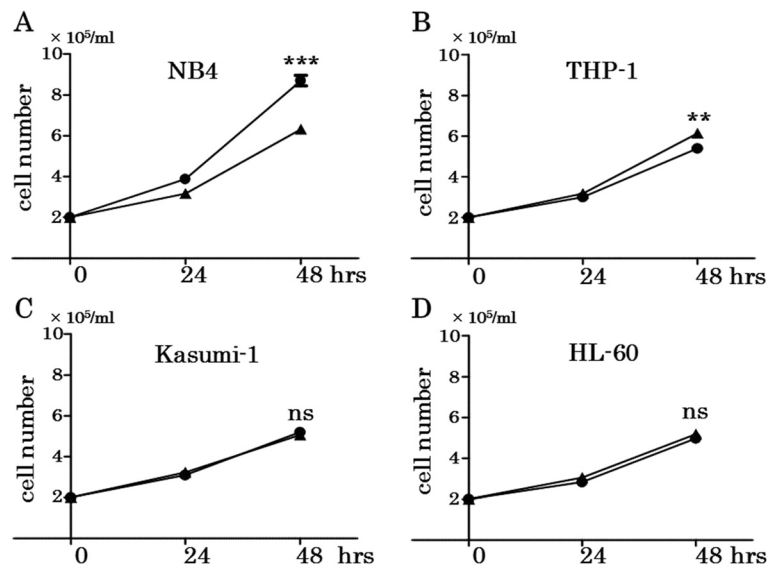 A
× 10⁵/ml
NB4
***
10
8
6
4
2
cell number
0 24 48 hrs
B
× 10⁵/ml
THP-1
**
10
8
6
4
2
cell number
0 24 48 hrs
C
× 10⁵/ml
Kasumi-1
ns
10
8
6
4
2
cell number
0 24 48 hrs
D
× 10⁵/ml
HL-60
ns
10
8
6
4
2
cell number
0 24 48 hrs